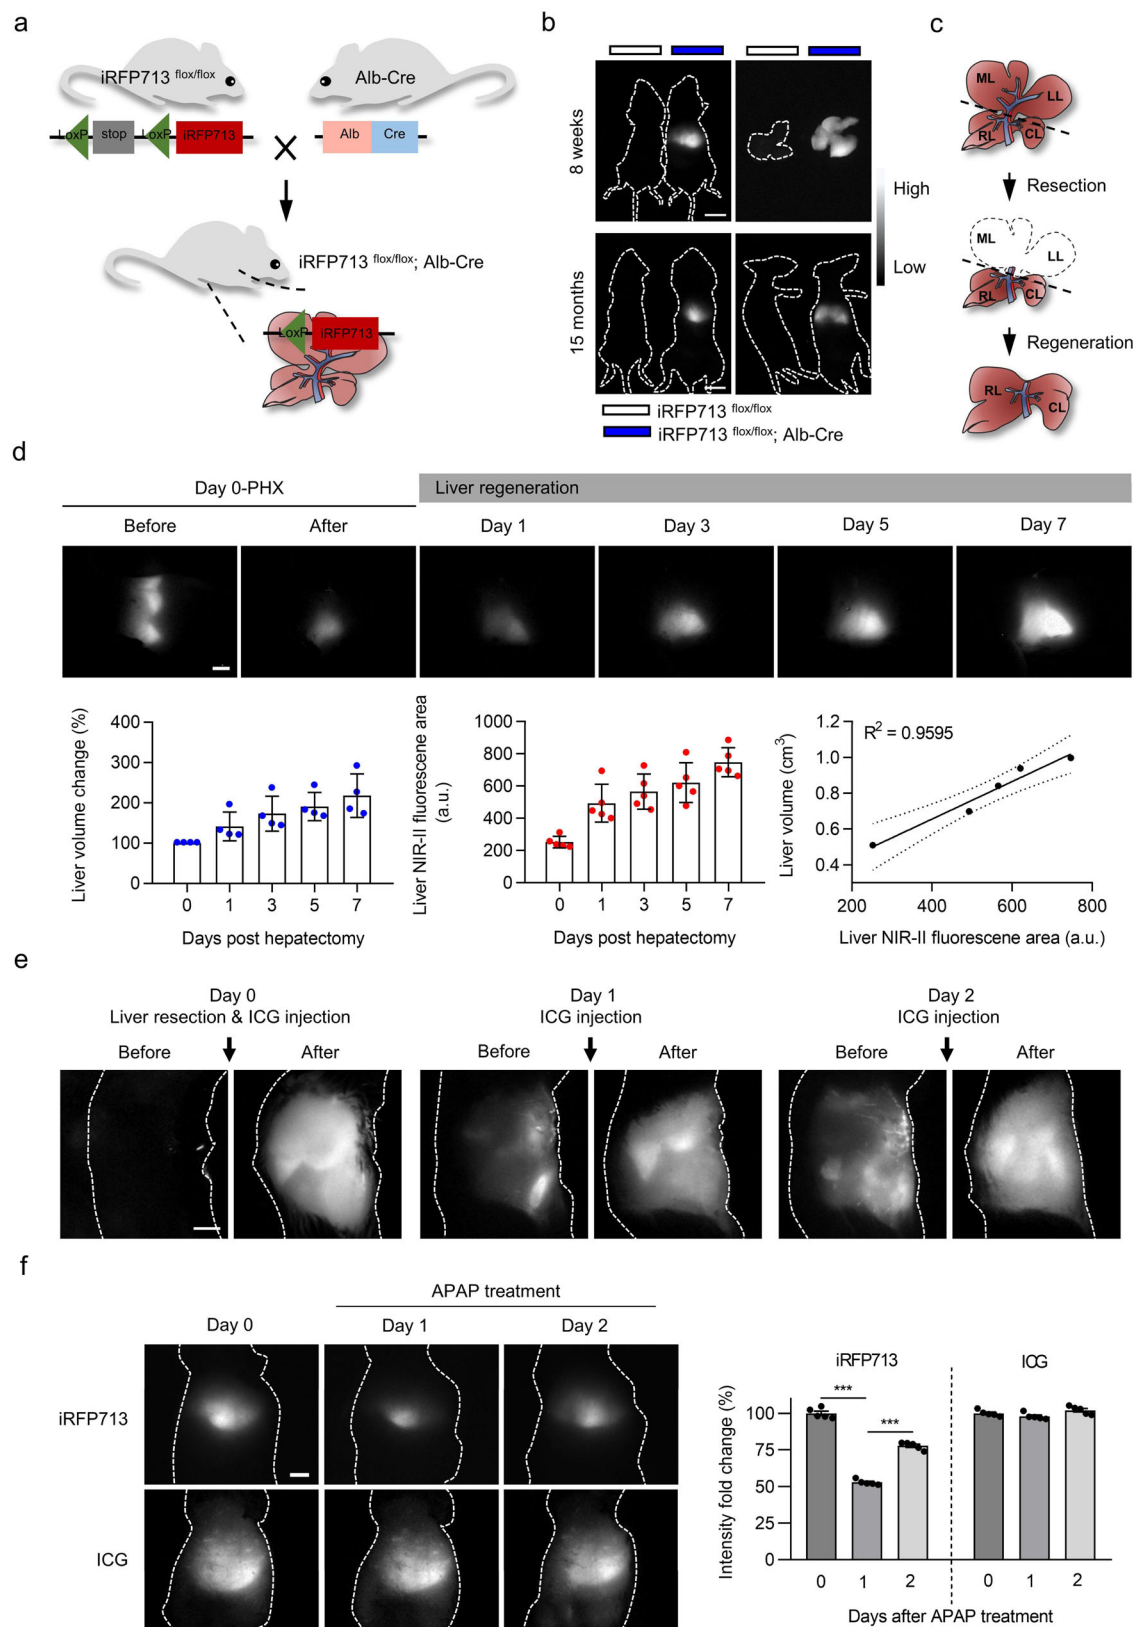 a
iRFP713 flox/flox
Alb-Cre
LoxP
stop
LoxP
iRFP713
Alb
Cre
iRFP713 flox/flox; Alb-Cre
LoxP
iRFP713
b
8 weeks
15 months
High
Low
iRFP713 flox/flox
iRFP713 flox/flox; Alb-Cre
c
ML
LL
RL
CL
Resection
ML
LL
RL
CL
Regeneration
RL
CL
d
Day 0-PHX
Liver regeneration
Before
After
Day 1
Day 3
Day 5
Day 7
Liver volume change (%)
400
300
200
100
0
0 1 3 5 7
Days post hepatectomy
Liver NIR-II fluorescene area
(a.u.)
1000
800
600
400
200
0
0 1 3 5 7
Days post hepatectomy
Liver volume (cm3)
1.2
1.0
0.8
0.6
0.4
R2 = 0.9595
200 400 600 800
Liver NIR-II fluorescene area (a.u.)
e
Day 0
Liver resection & ICG injection
Before
After
Day 1
ICG injection
Before
After
Day 2
ICG injection
Before
After
f
APAP treatment
Day 0
Day 1
Day 2
iRFP713
ICG
iRFP713
ICG
Intensity fold change (%)
100
75
50
25
0
***
***
0 1 2 0 1 2
Days after APAP treatment